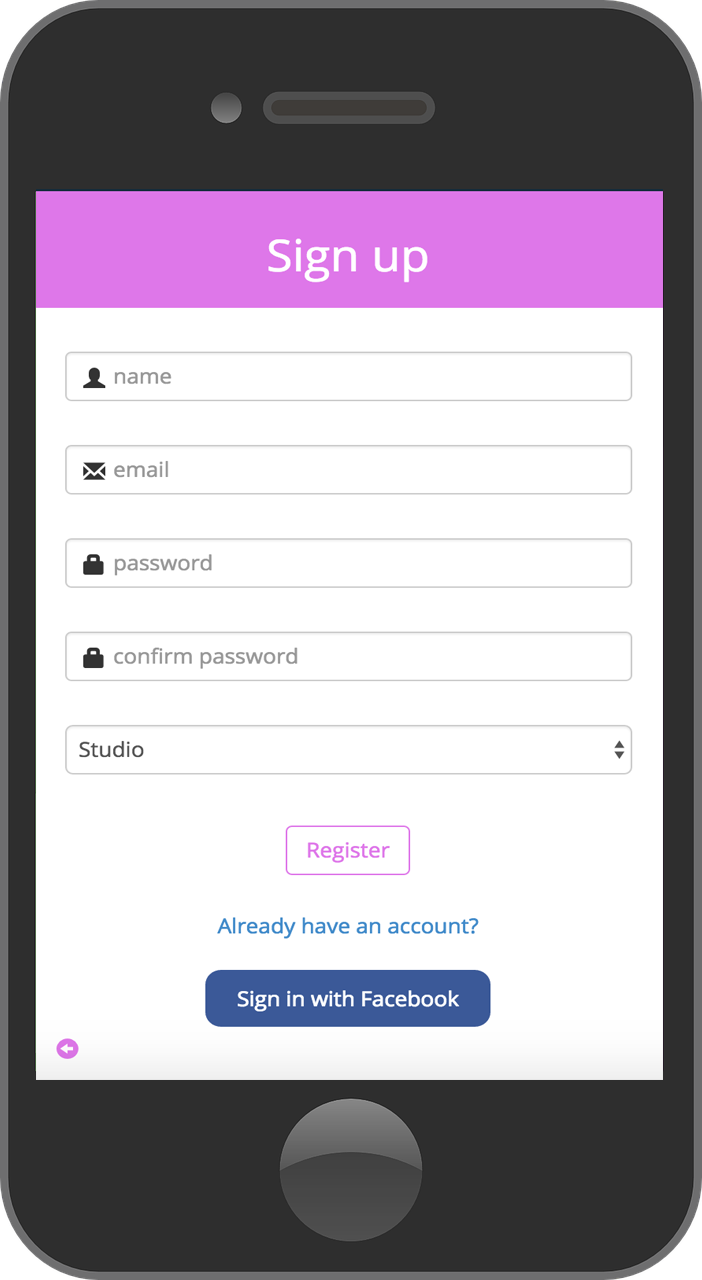 Sign up
name
email
password
confirm password
Studio
Register
Already have an account?
Sign in with Facebook